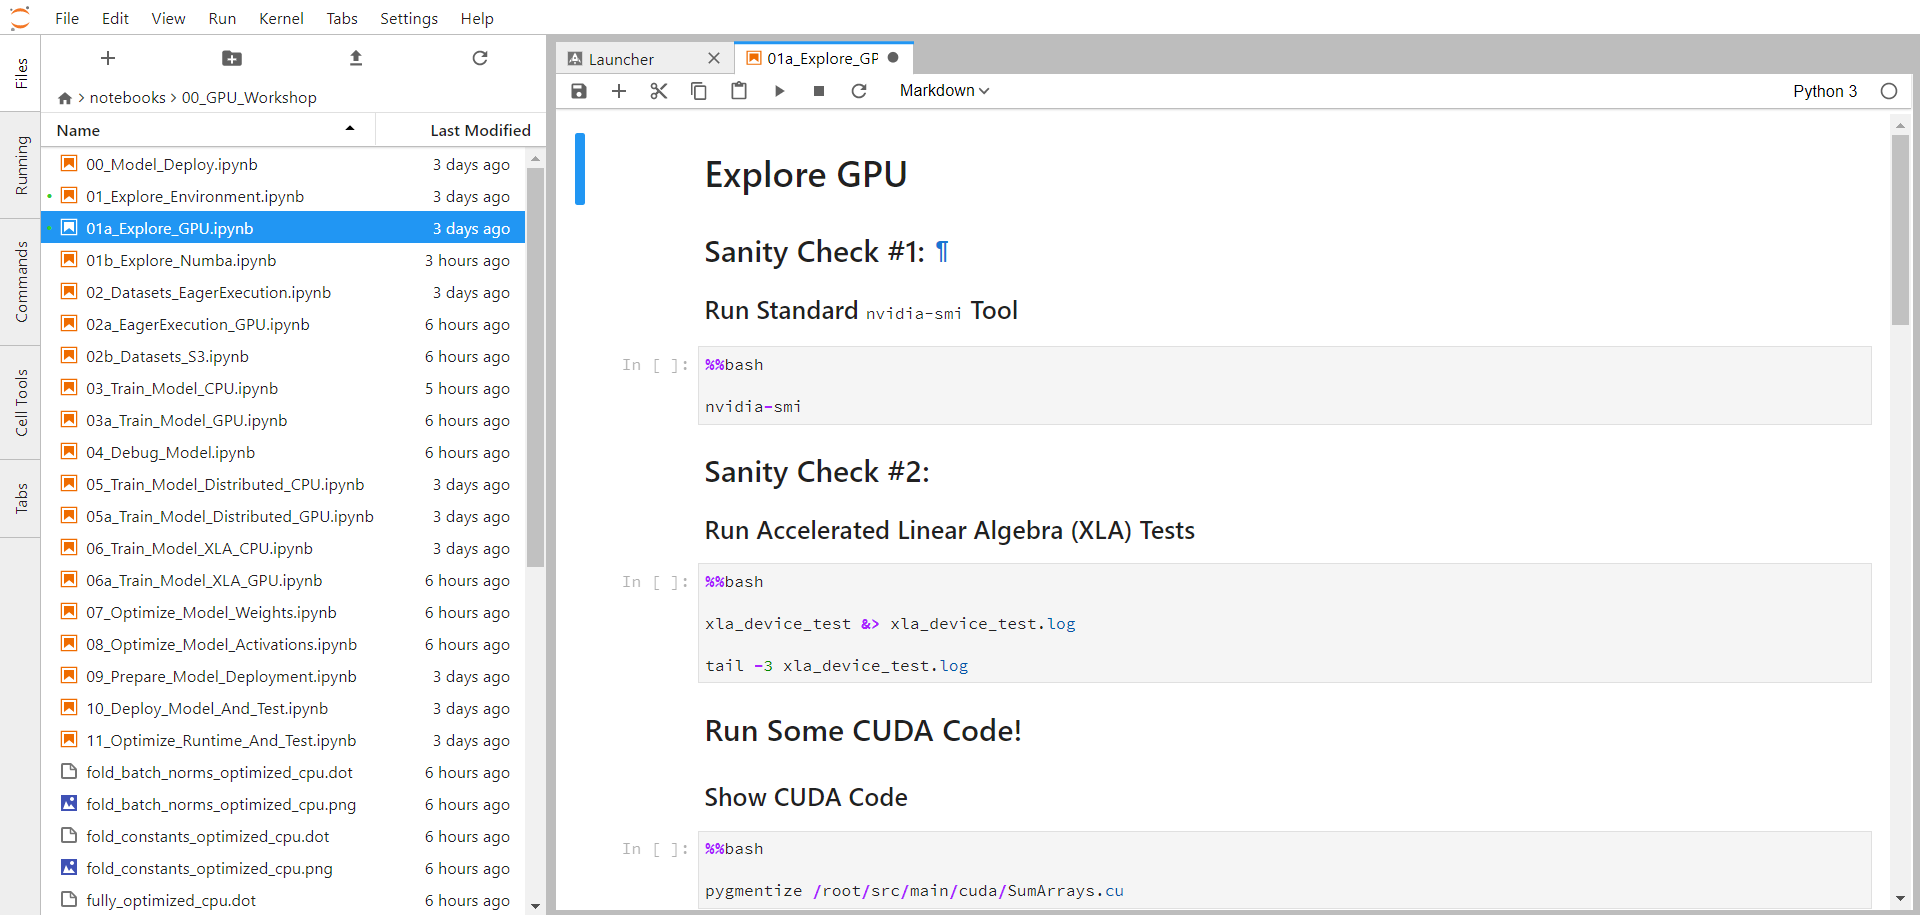 File Edit View Run Kernel Tabs Settings Help
Files
Running
Commands
Cell Tools
Tabs
notebooks > 00_GPU_Workshop
Name Last Modified
00_Model_Deploy.ipynb 3 days ago
01_Explore_Environment.ipynb 3 days ago
01a_Explore_GPU.ipynb 3 days ago
01b_Explore_Numba.ipynb 3 hours ago
02_Datasets_EagerExecution.ipynb 3 days ago
02a_EagerExecution_GPU.ipynb 6 hours ago
02b_Datasets_S3.ipynb 6 hours ago
03_Train_Model_CPU.ipynb 5 hours ago
03a_Train_Model_GPU.ipynb 6 hours ago
04_Debug_Model.ipynb 6 hours ago
05_Train_Model_Distributed_CPU.ipynb 3 days ago
05a_Train_Model_Distributed_GPU.ipynb 3 days ago
06_Train_Model_XLA_CPU.ipynb 3 days ago
06a_Train_Model_XLA_GPU.ipynb 6 hours ago
07_Optimize_Model_Weights.ipynb 6 hours ago
08_Optimize_Model_Activations.ipynb 6 hours ago
09_Prepare_Model_Deployment.ipynb 3 days ago
10_Deploy_Model_And_Test.ipynb 3 days ago
11_Optimize_Runtime_And_Test.ipynb 3 days ago
fold_batch_norms_optimized_cpu.dot 6 hours ago
fold_batch_norms_optimized_cpu.png 6 hours ago
fold_constants_optimized_cpu.dot 6 hours ago
fold_constants_optimized_cpu.png 6 hours ago
fully_optimized_cpu.dot 6 hours ago
Launcher 01a_Explore_GP
Markdown Python 3
Explore GPU
Sanity Check #1: ¶
Run Standard nvidia-smi Tool
In [ ]: %%bash
nvidia-smi
Sanity Check #2:
Run Accelerated Linear Algebra (XLA) Tests
In [ ]: %%bash
xla_device_test &> xla_device_test.log
tail -3 xla_device_test.log
Run Some CUDA Code!
Show CUDA Code
In [ ]: %%bash
pygmentize /root/src/main/cuda/SumArrays.cu